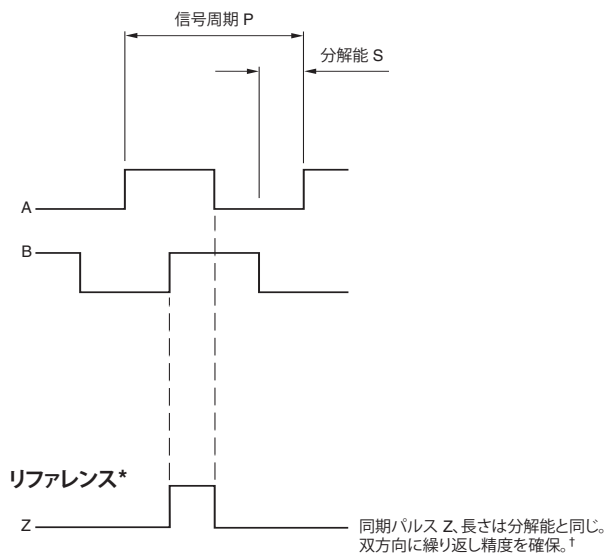 信号周期 P
分解能 S
A
B
リファレンス*
Z
同期パルス Z、長さは分解能と同じ。
双方向に繰り返し精度を確保。†